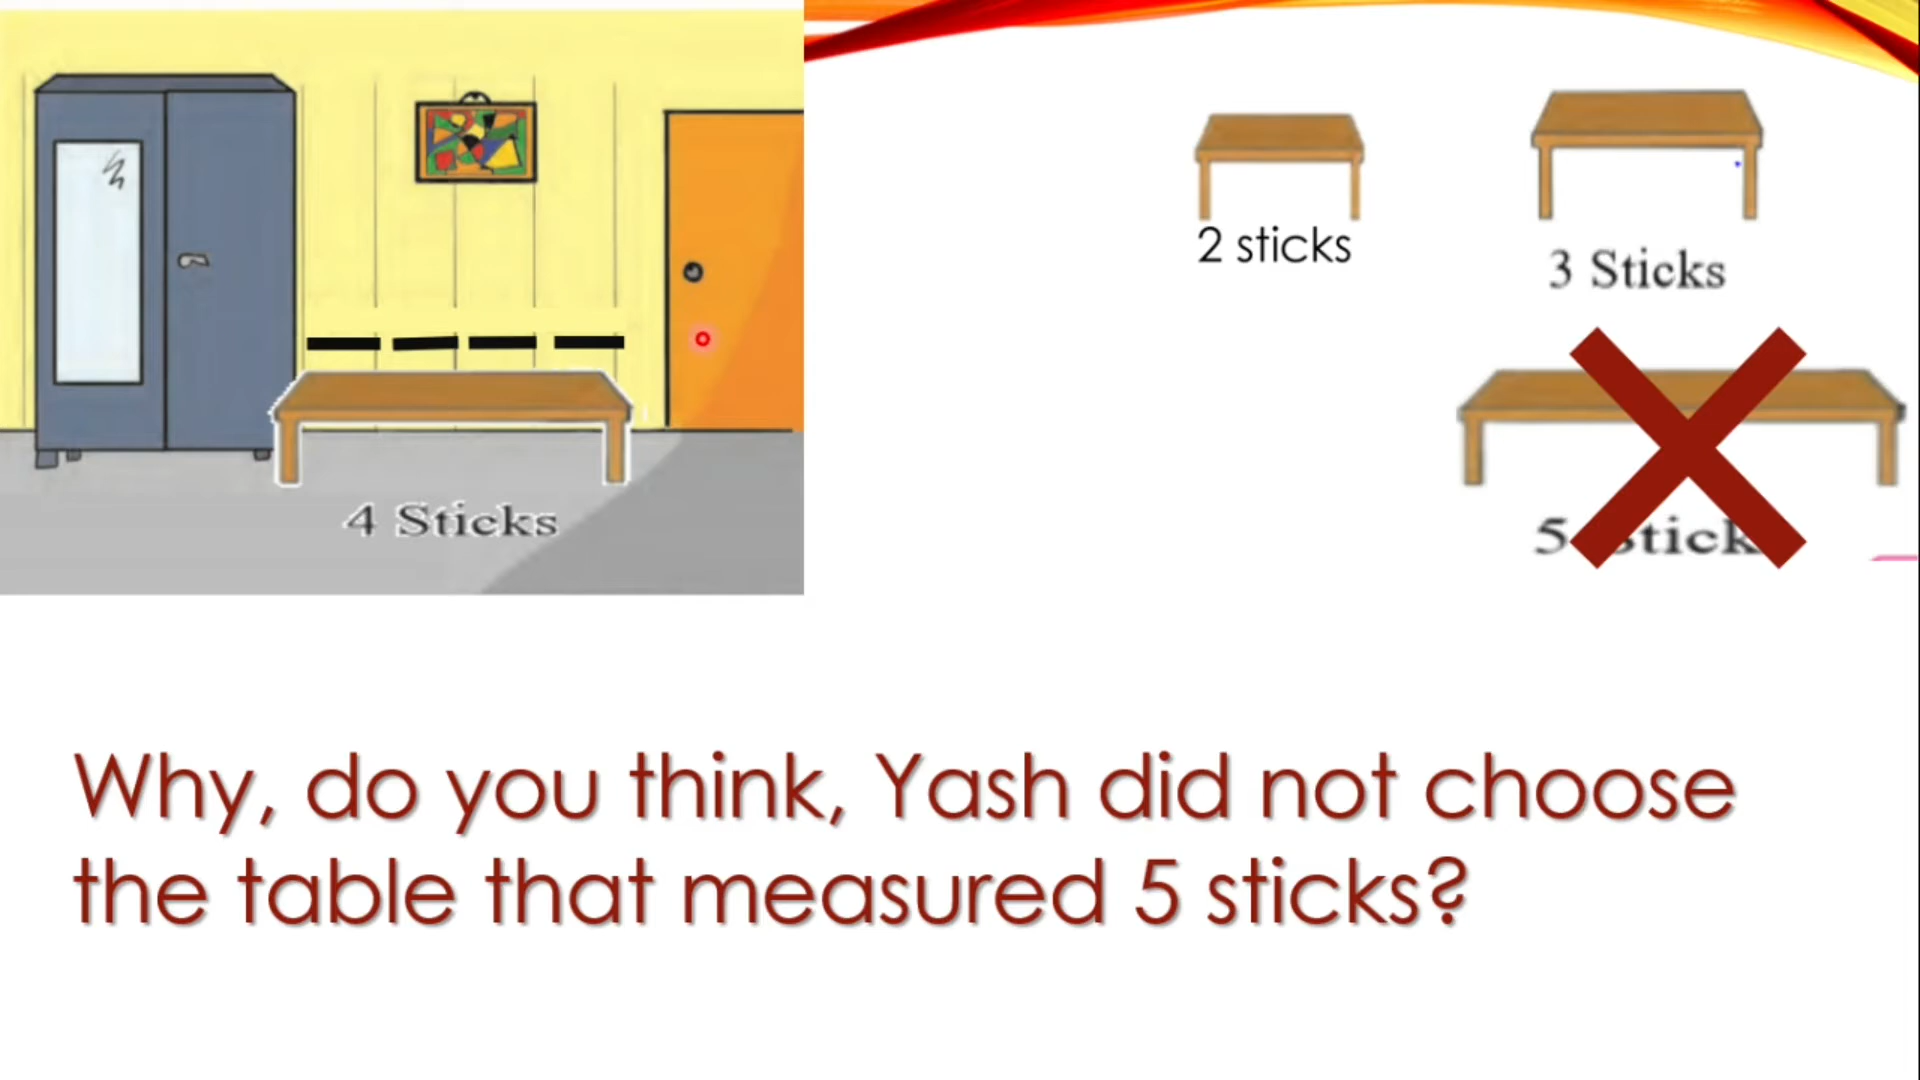 2 sticks
3 Sticks
4 Sticks
5
Why, do you think, Yash did not choose
the table that measured 5 sticks?